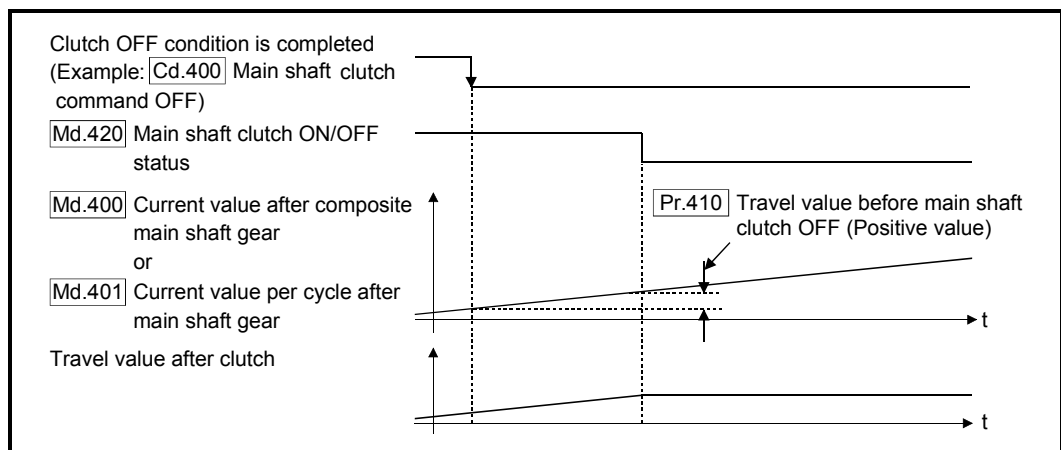 Clutch OFF condition is completed
(Example: Cd.400 Main shaft clutch
command OFF)
Md.420 Main shaft clutch ON/OFF
status
Md.400 Current value after composite
main shaft gear
or
Md.401 Current value per cycle after
main shaft gear
Pr.410 Travel value before main shaft
clutch OFF (Positive value)
t
Travel value after clutch
t